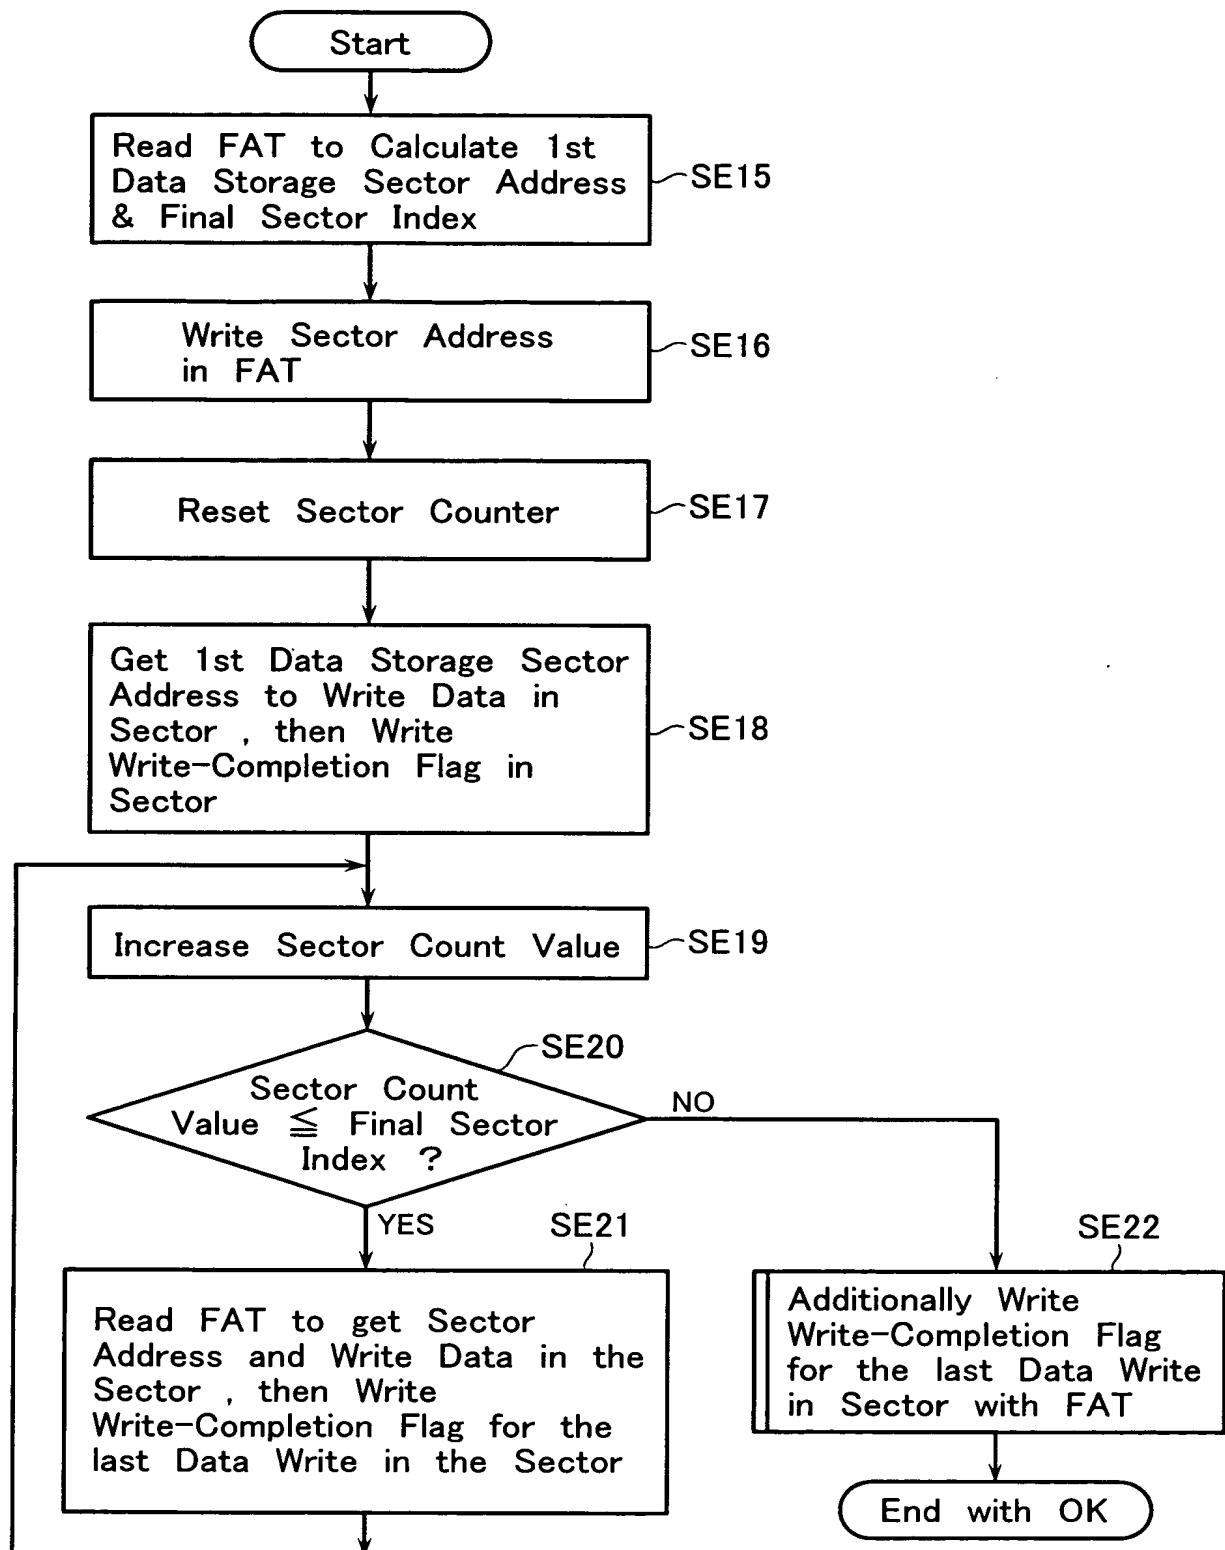 Start
Read FAT to Calculate 1st
Data Storage Sector Address
& Final Sector Index
SE15
Write Sector Address
in FAT
SE16
Reset Sector Counter
SE17
Get 1st Data Storage Sector
Address to Write Data in
Sector , then Write
Write-Completion Flag in
Sector
SE18
Increase Sector Count Value
SE19
SE20
Sector Count
Value ≦ Final Sector
Index ?
NO
YES
SE21
Read FAT to get Sector
Address and Write Data in the
Sector , then Write
Write-Completion Flag for the
last Data Write in the Sector
SE22
Additionally Write
Write-Completion Flag
for the last Data Write
in Sector with FAT
End with OK